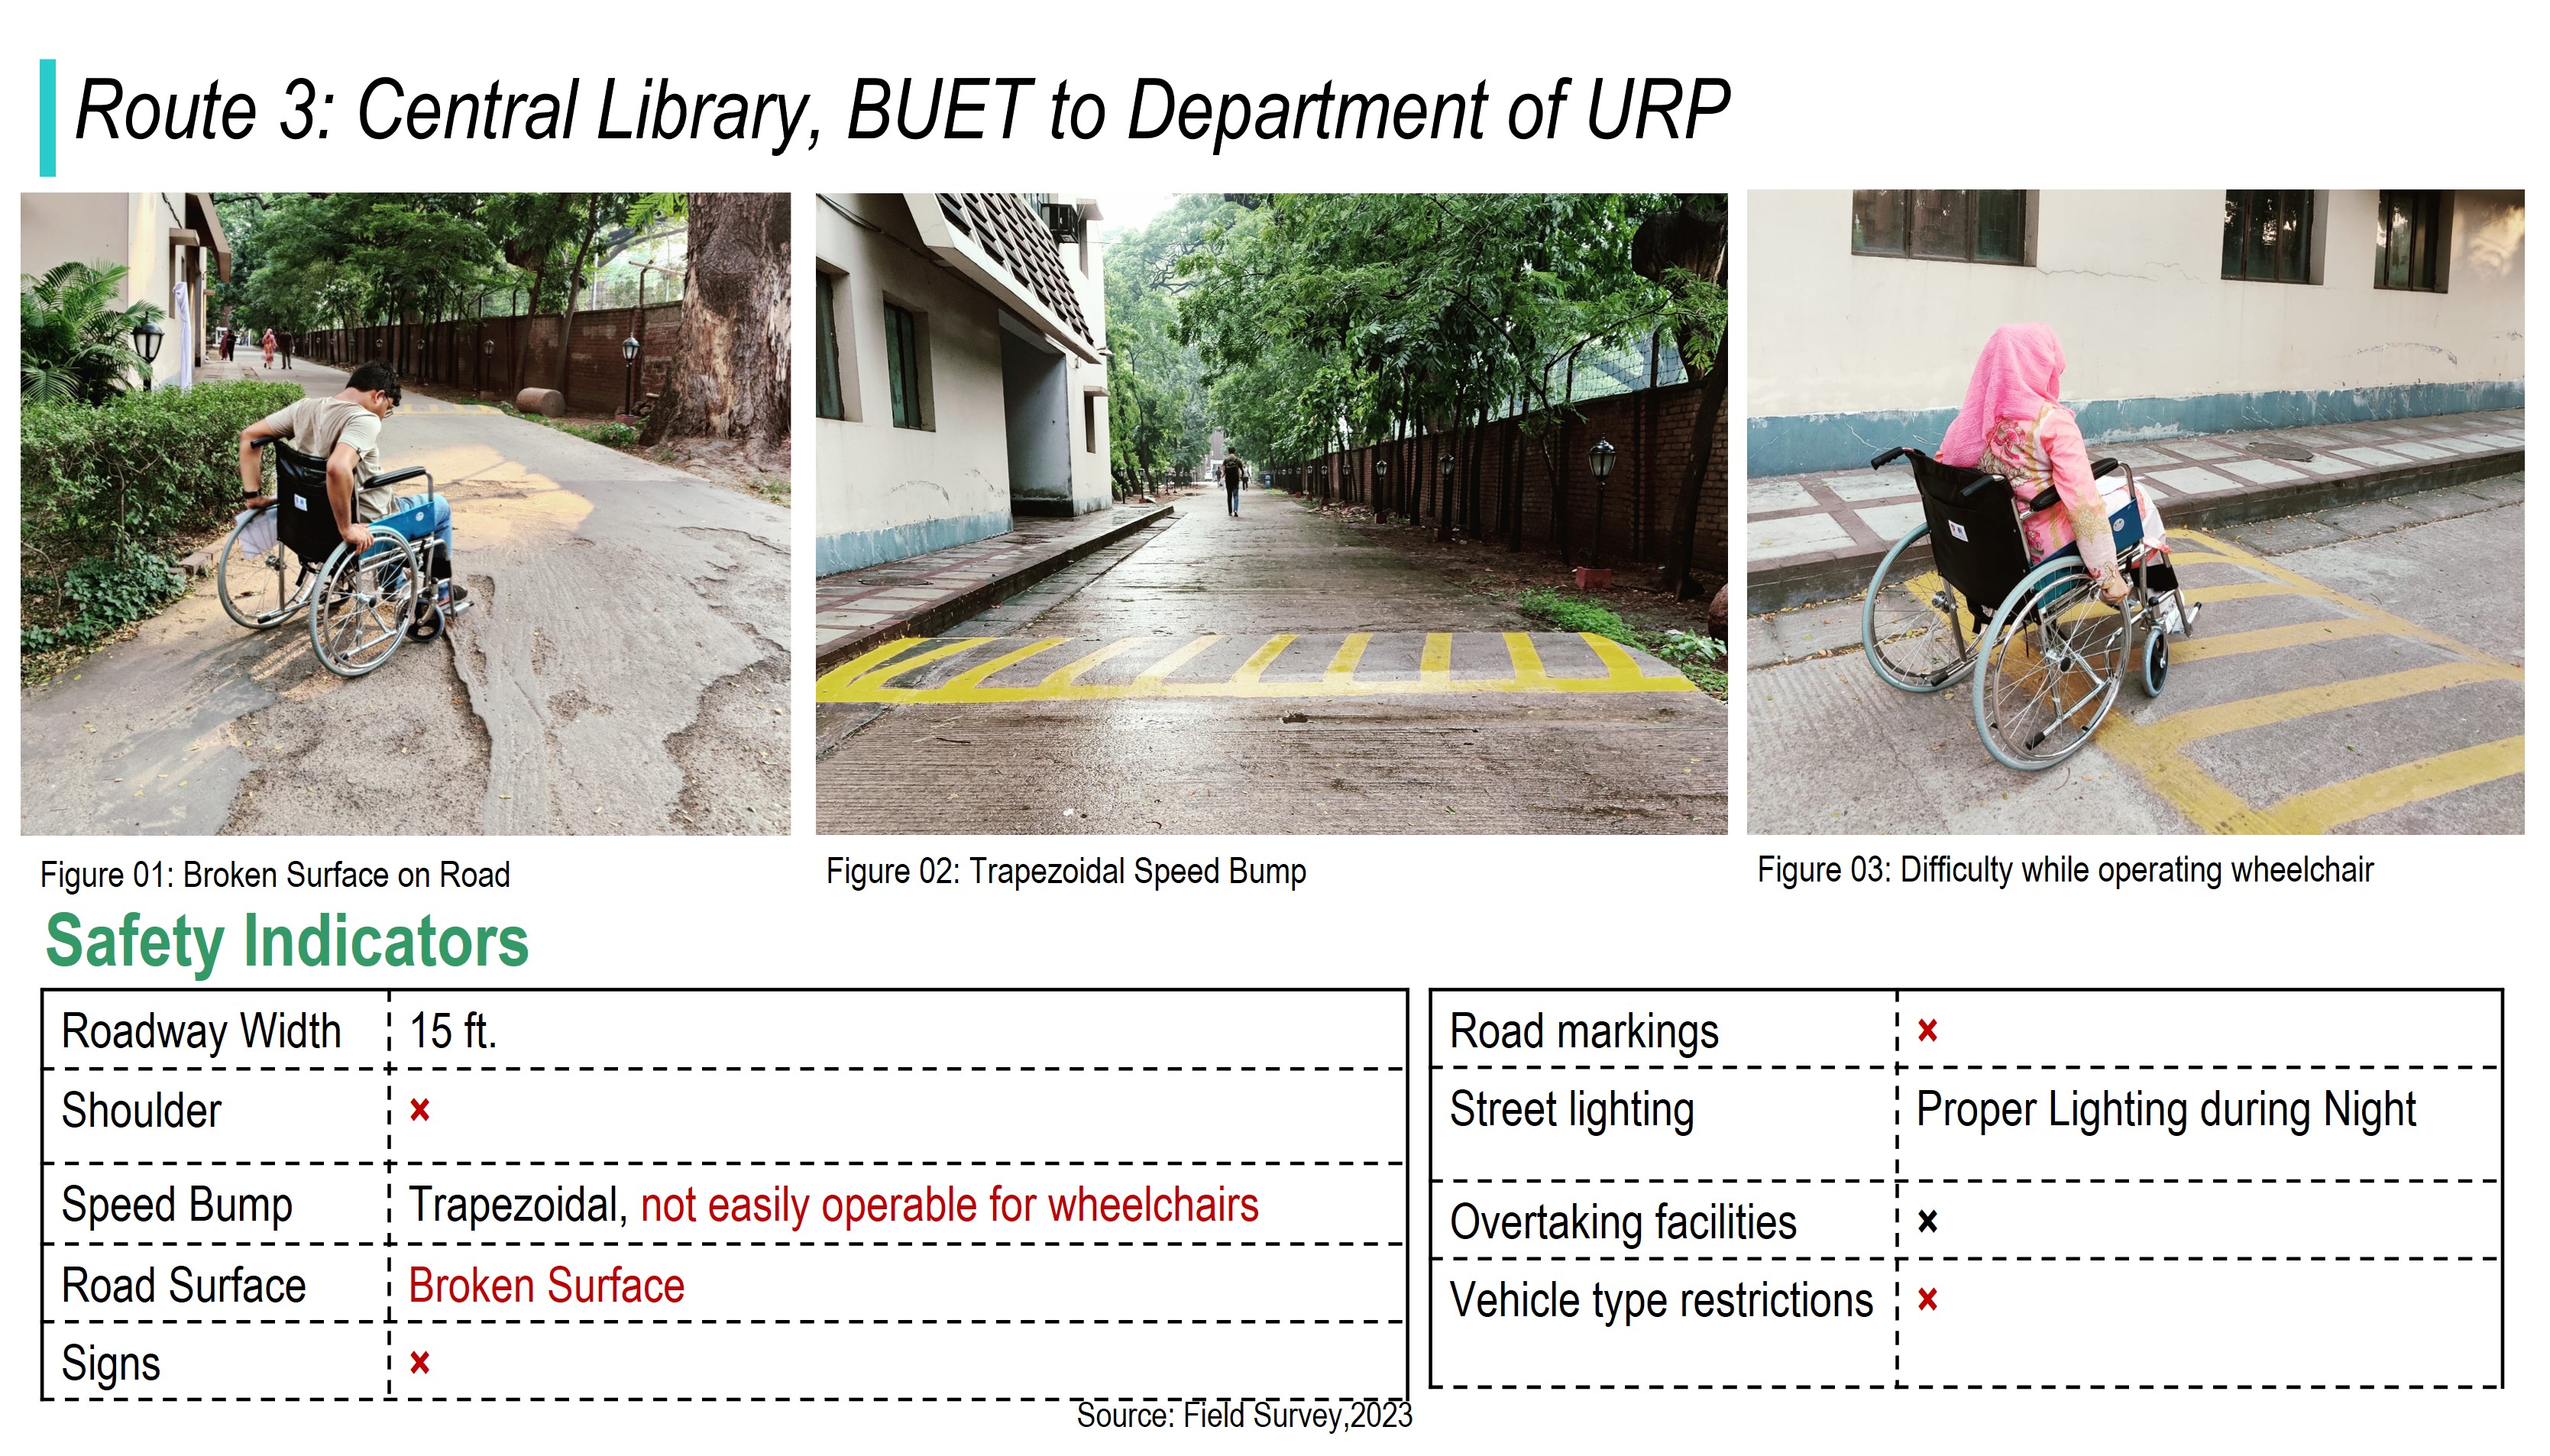 Route 3: Central Library, BUET to Department of URP
Figure 01: Broken Surface on Road
Figure 02: Trapezoidal Speed Bump
Figure 03: Difficulty while operating wheelchair
Safety Indicators
Roadway Width 15 ft.
Shoulder ×
Speed Bump Trapezoidal, not easily operable for wheelchairs
Road Surface Broken Surface
Signs ×
Road markings ×
Street lighting Proper Lighting during Night
Overtaking facilities ×
Vehicle type restrictions ×
Source: Field Survey,2023